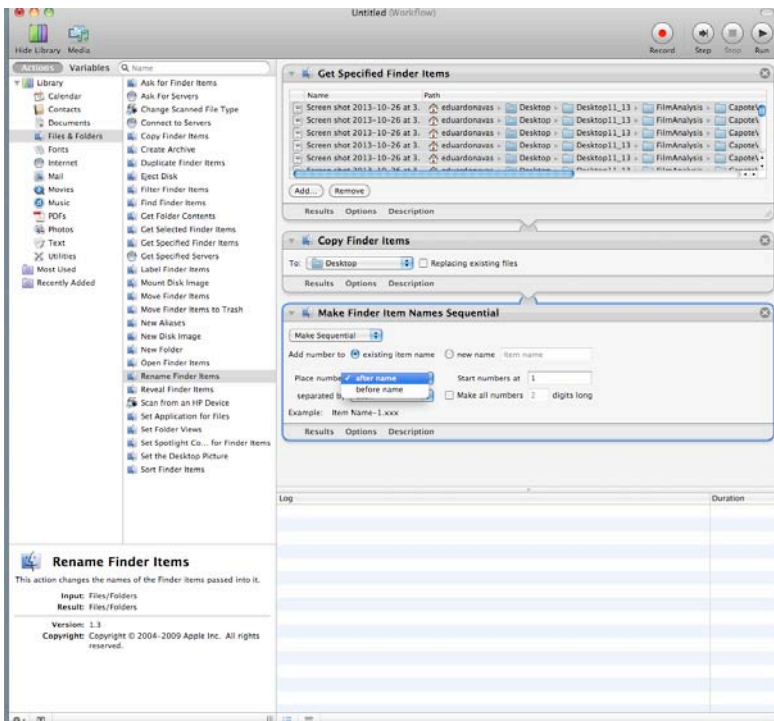 Untitled (Workflow)
Hide Library Media
Record Step Stop Run
Actions Variables
Name
Library
Calendar
Contacts
Documents
Files & Folders
Fonts
Internet
Mail
Movies
Music
PDFs
Photos
Text
Utilities
Most Used
Recently Added
Ask for Finder Items
Ask For Servers
Change Scanned File Type
Connect to Servers
Copy Finder Items
Create Archive
Duplicate Finder Items
Eject Disk
Filter Finder Items
Find Finder Items
Get Folder Contents
Get Selected Finder Items
Get Specified Finder Items
Get Specified Servers
Label Finder Items
Mount Disk Image
Move Finder Items
Move Finder Items to Trash
New Aliases
New Disk Image
New Folder
Open Finder Items
Rename Finder Items
Reveal Finder Items
Scan from an HP Device
Set Application for Files
Set Folder Views
Set Spotlight Co... for Finder Items
Set the Desktop Picture
Sort Finder Items
Rename Finder Items
This action changes the names of the Finder items passed into it.
Input: Files/Folders
Result: Files/Folders
Version: 1.3
Copyright: Copyright © 2004-2009 Apple Inc. All rights
reserved.
Get Specified Finder Items
Name Path
Screen shot 2013-10-26 at 3. eduardonavas Desktop Desktop11_13 FilmAnalysis Capote
Screen shot 2013-10-26 at 3. eduardonavas Desktop Desktop11_13 FilmAnalysis Capote
Screen shot 2013-10-26 at 3. eduardonavas Desktop Desktop11_13 FilmAnalysis Capote
Screen shot 2013-10-26 at 3. eduardonavas Desktop Desktop11_13 FilmAnalysis Capote
Screen shot 2013-10-26 at 3. eduardonavas Desktop Desktop11_13 FilmAnalysis Capote
Add... Remove
Results Options Description
Copy Finder Items
To: Desktop Replacing existing files
Results Options Description
Make Finder Item Names Sequential
Make Sequential
Add number to existing item name new name Item name
Place numbe after name Start numbers at 1
before name
separated b Make all numbers 2 digits long
Example: Item Name-1.xxx
Results Options Description
Log Duration